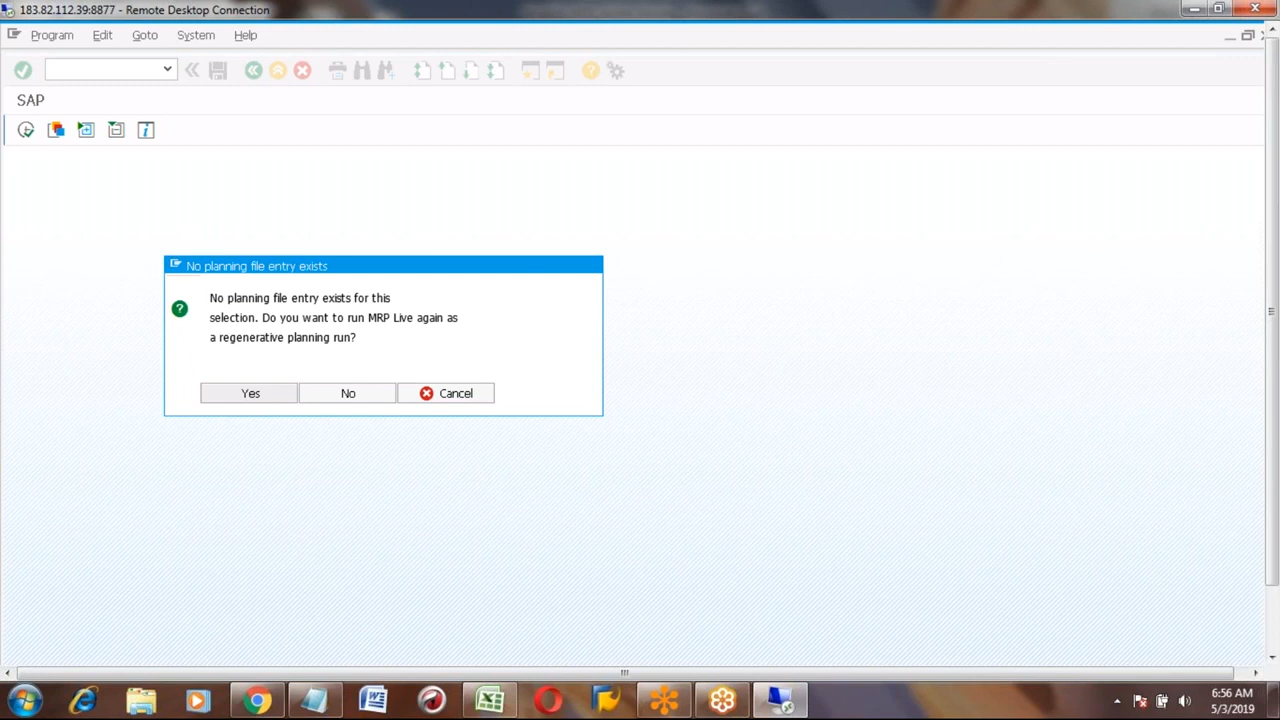 183.82.112.39:8877 - Remote Desktop Connection
Program Edit Goto System Help
SAP
No planning file entry exists
No planning file entry exists for this
selection. Do you want to run MRP Live again as
a regenerative planning run?
Yes No Cancel
6:56 AM
5/3/2019